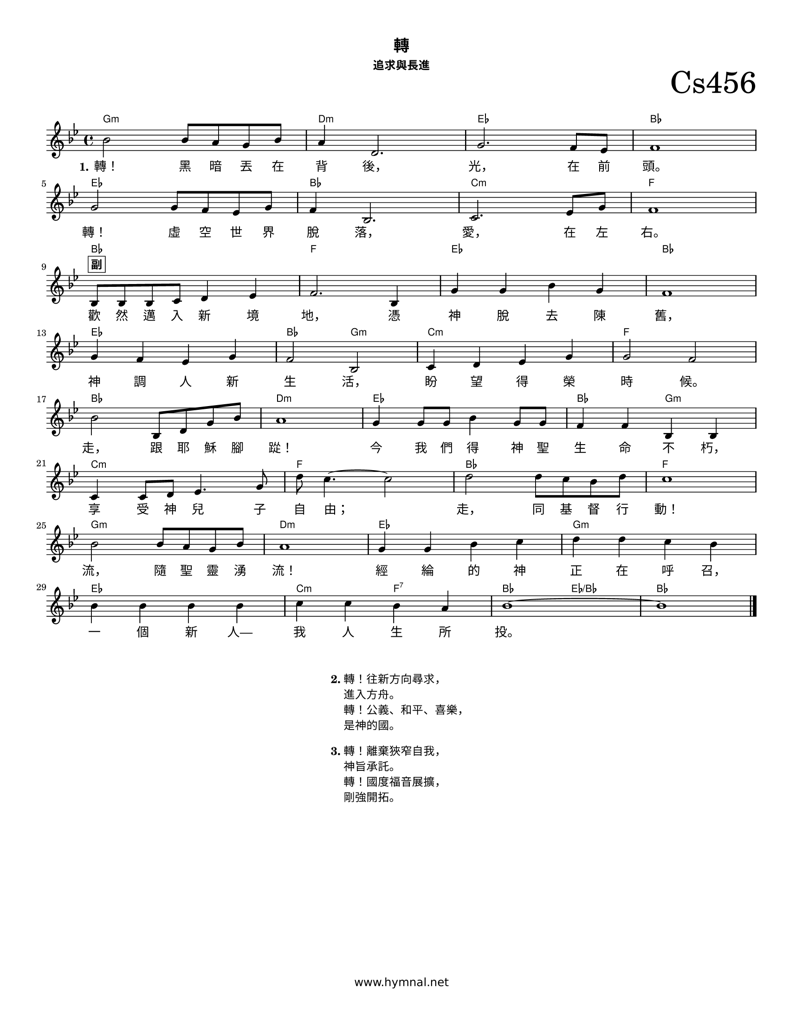 轉
追求與長進
Cs456
Gm Dm E♭ B♭
1. 轉！ 黑 暗 丟 在 背 後， 光， 在 前 頭。
5 E♭ B♭ Cm F
轉！ 虛 空 世 界 脫 落， 愛， 在 左 右。
9 B♭ F E♭ B♭
副
歡 然 邁 入 新 境 地， 憑 神 脫 去 陳 舊，
13 E♭ B♭ Gm Cm F
神 調 人 新 生 活， 盼 望 得 榮 時 候。
17 B♭ Dm E♭ B♭ Gm
走， 跟 耶 穌 腳 蹤！ 今 我 們 得 神 聖 生 命 不 朽，
21 Cm F B♭ F
享 受 神 兒 子 自 由； 走， 同 基 督 行 動！
25 Gm Dm E♭ Gm
流， 隨 聖 靈 湧 流！ 經 綸 的 神 正 在 呼 召，
29 E♭ Cm F7 B♭ E♭/B♭ B♭
一 個 新 人— 我 人 生 所 投。
2. 轉！往新方向尋求，
進入方舟。
轉！公義、和平、喜樂，
是神的國。
3. 轉！離棄狹窄自我，
神旨承託。
轉！國度福音展擴，
剛強開拓。
www.hymnal.net